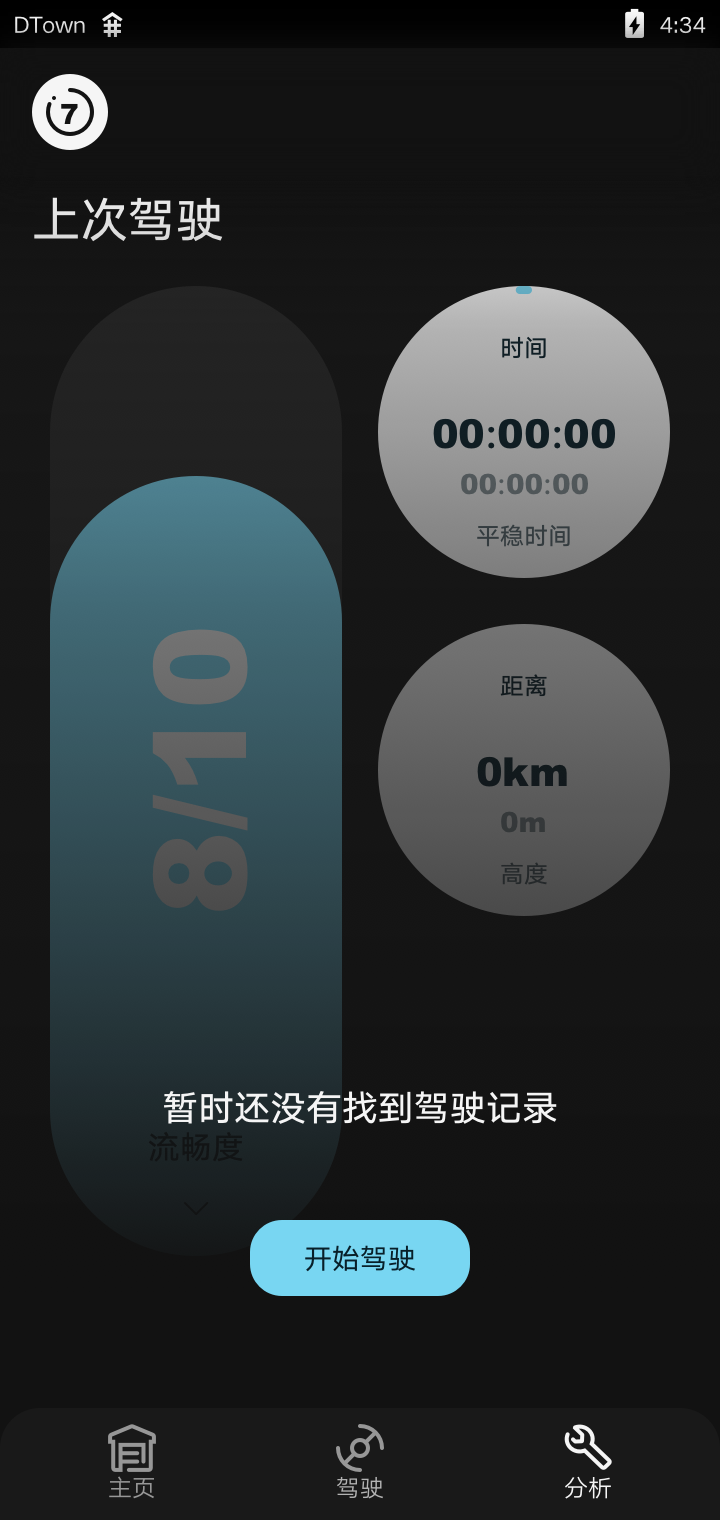 DTown
4:34
7
上次驾驶
时间
00:00:00
00:00:00
平稳时间
距离
0km
0m
高度
8/10
暂时还没有找到驾驶记录
流畅度
开始驾驶
主页
驾驶
分析